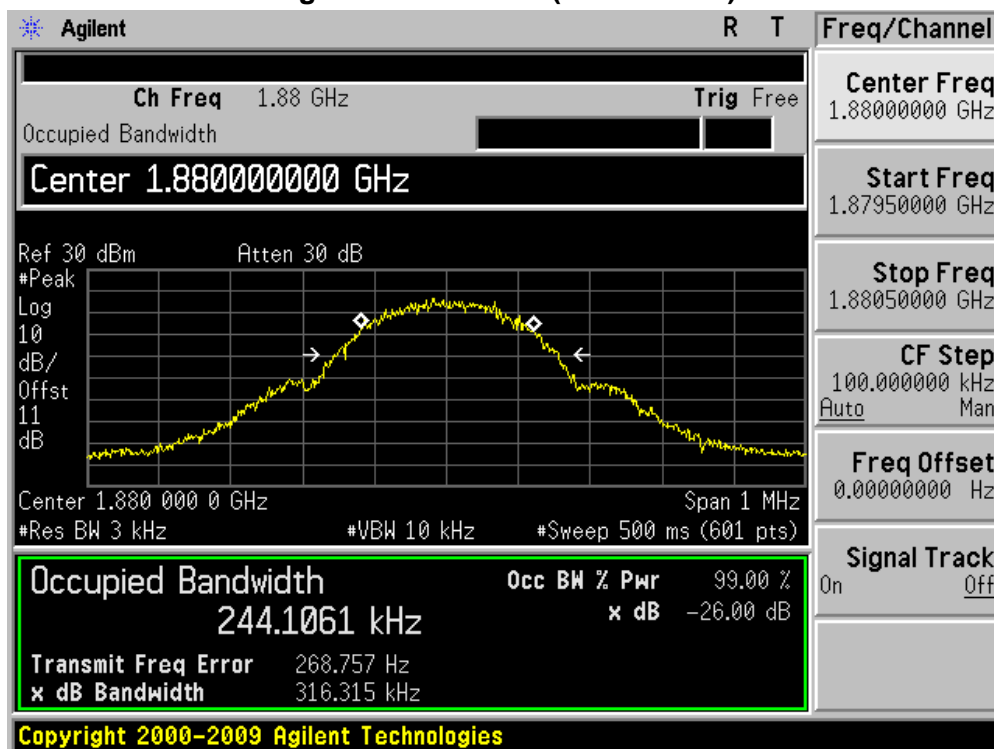 Agilent R T
Freq/Channel
Ch Freq 1.88 GHz Trig Free
Occupied Bandwidth
Center 1.880000000 GHz
Ref 30 dBm Atten 30 dB
#Peak
Log
10
dB/
Offst
11
dB
Center 1.880 000 0 GHz Span 1 MHz
#Res BW 3 kHz #VBW 10 kHz #Sweep 500 ms (601 pts)
Occupied Bandwidth
244.1061 kHz
Occ BW % Pwr 99.00 %
x dB -26.00 dB
Transmit Freq Error 268.757 Hz
x dB Bandwidth 316.315 kHz
Center Freq
1.88000000 GHz
Start Freq
1.87950000 GHz
Stop Freq
1.88050000 GHz
CF Step
100.000000 kHz
Auto Man
Freq Offset
0.00000000 Hz
Signal Track
On Off
Copyright 2000-2009 Agilent Technologies